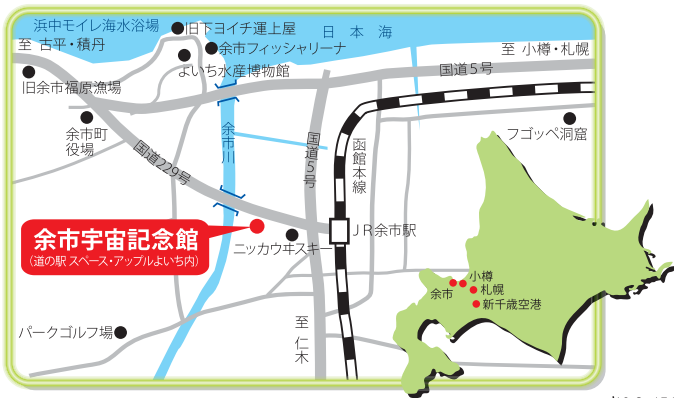 浜中モイレ海水浴場
旧下ヨイチ運上屋
日本海
至 古平・積丹
余市フィッシャリーナ
至 小樽・札幌
よいち水産博物館
国道5号
旧余市福原漁場
余市町
役場
余市川
国道5号
函館本線
フゴッペ洞窟
国道229号
余市宇宙記念館
(道の駅 スペース・アップルよいち内)
ニッカウヰスキー
JR余市駅
小樽
余市
札幌
新千歳空港
至 仁木
パークゴルフ場